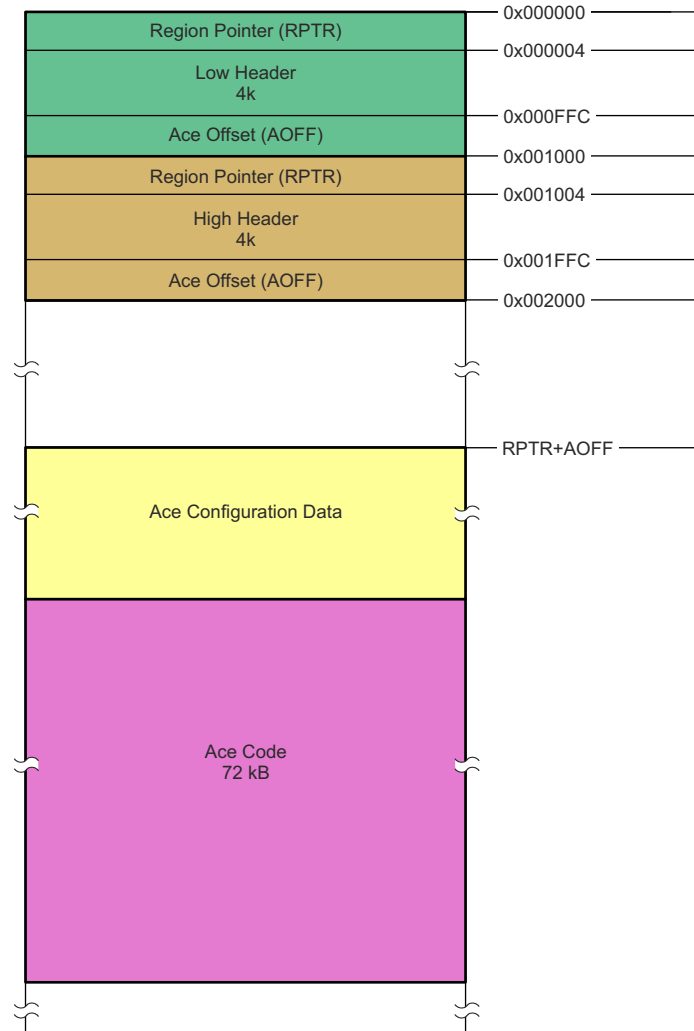 0x000000
Region Pointer (RPTR)
0x000004
Low Header
4k
0x000FFC
Ace Offset (AOFF)
0x001000
Region Pointer (RPTR)
0x001004
High Header
4k
0x001FFC
Ace Offset (AOFF)
0x002000
RPTR+AOFF
Ace Configuration Data
Ace Code
72 kB